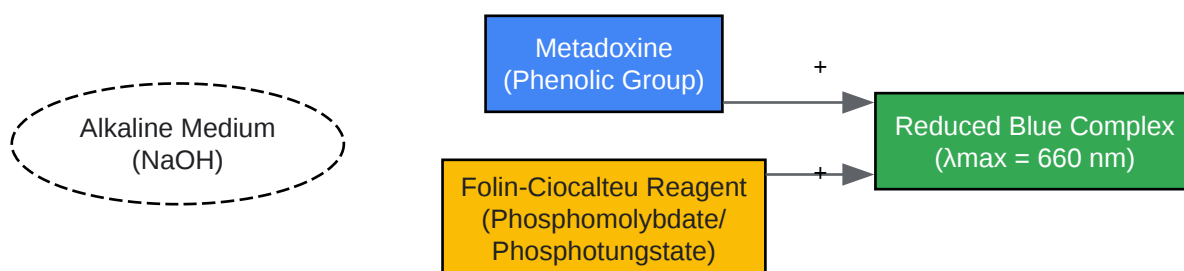 Alkaline Medium
(NaOH)
Metadoxine
(Phenolic Group)
+
Folin-Ciocalteu Reagent
(Phosphomolybdate/
Phosphotungstate)
+
Reduced Blue Complex
(λmax = 660 nm)